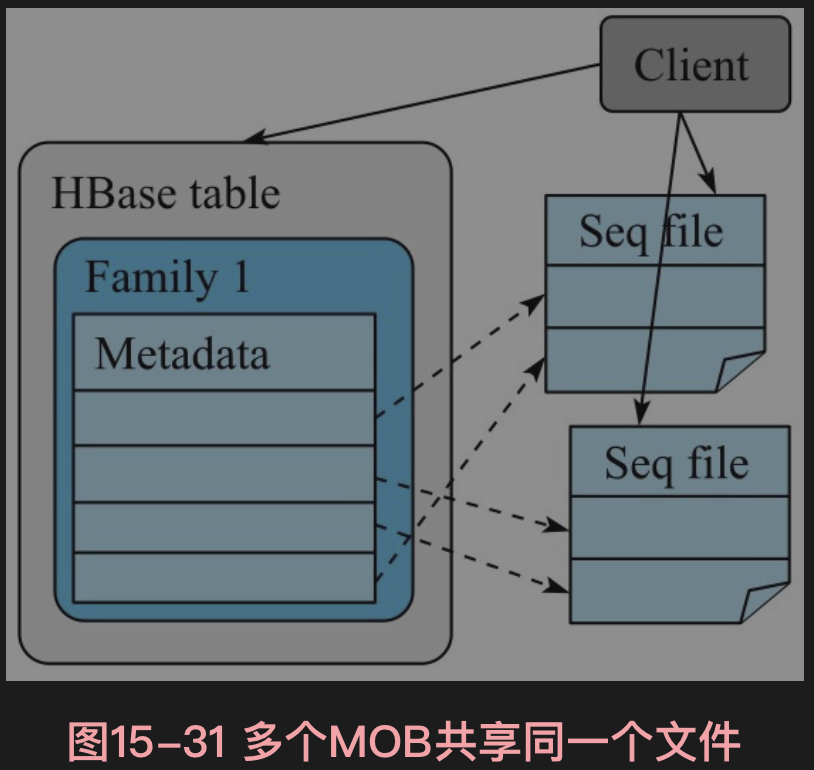 Client
HBase table
Family 1
Metadata
Seq file
Seq file
图15-31 多个MOB共享同一个文件